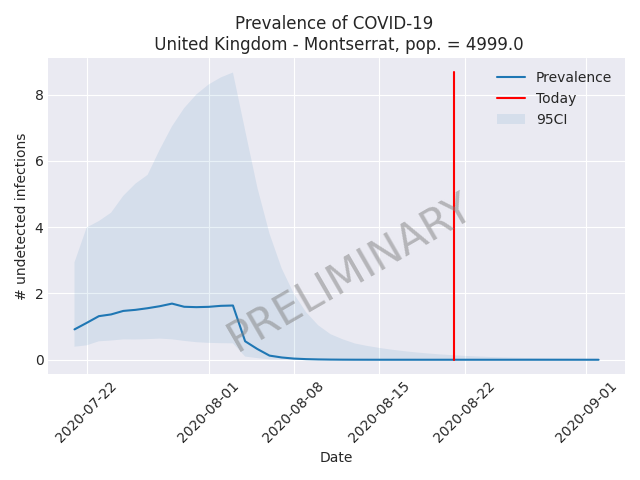 Prevalence of COVID-19
United Kingdom - Montserrat, pop. = 4999.0
Prevalence
Today
95CI
PRELIMINARY
# undetected infections
8
6
4
2
0
2020-07-22
2020-08-01
2020-08-08
2020-08-15
2020-08-22
2020-09-01
Date